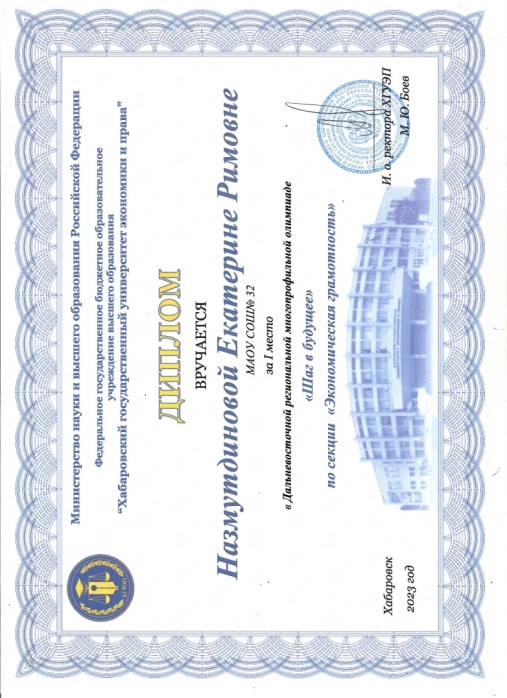 Министерство науки и высшего образования Российской Федерации
Федеральное государственное бюджетное образовательное
учреждение высшего образования
“Хабаровский государственный университет экономики и права”
ДИПЛОМ
ВРУЧАЕТСЯ
Назмутдиновой Екатерине Римовне
МАОУ СОШ№ 32
за I место
в Дальневосточной региональной многопрофильной олимпиаде
«Шаг в будущее»
по секции «Экономическая грамотность»
И. о. ректора ХГУЭП
М. Ю. Боев
Хабаровск
2023 год